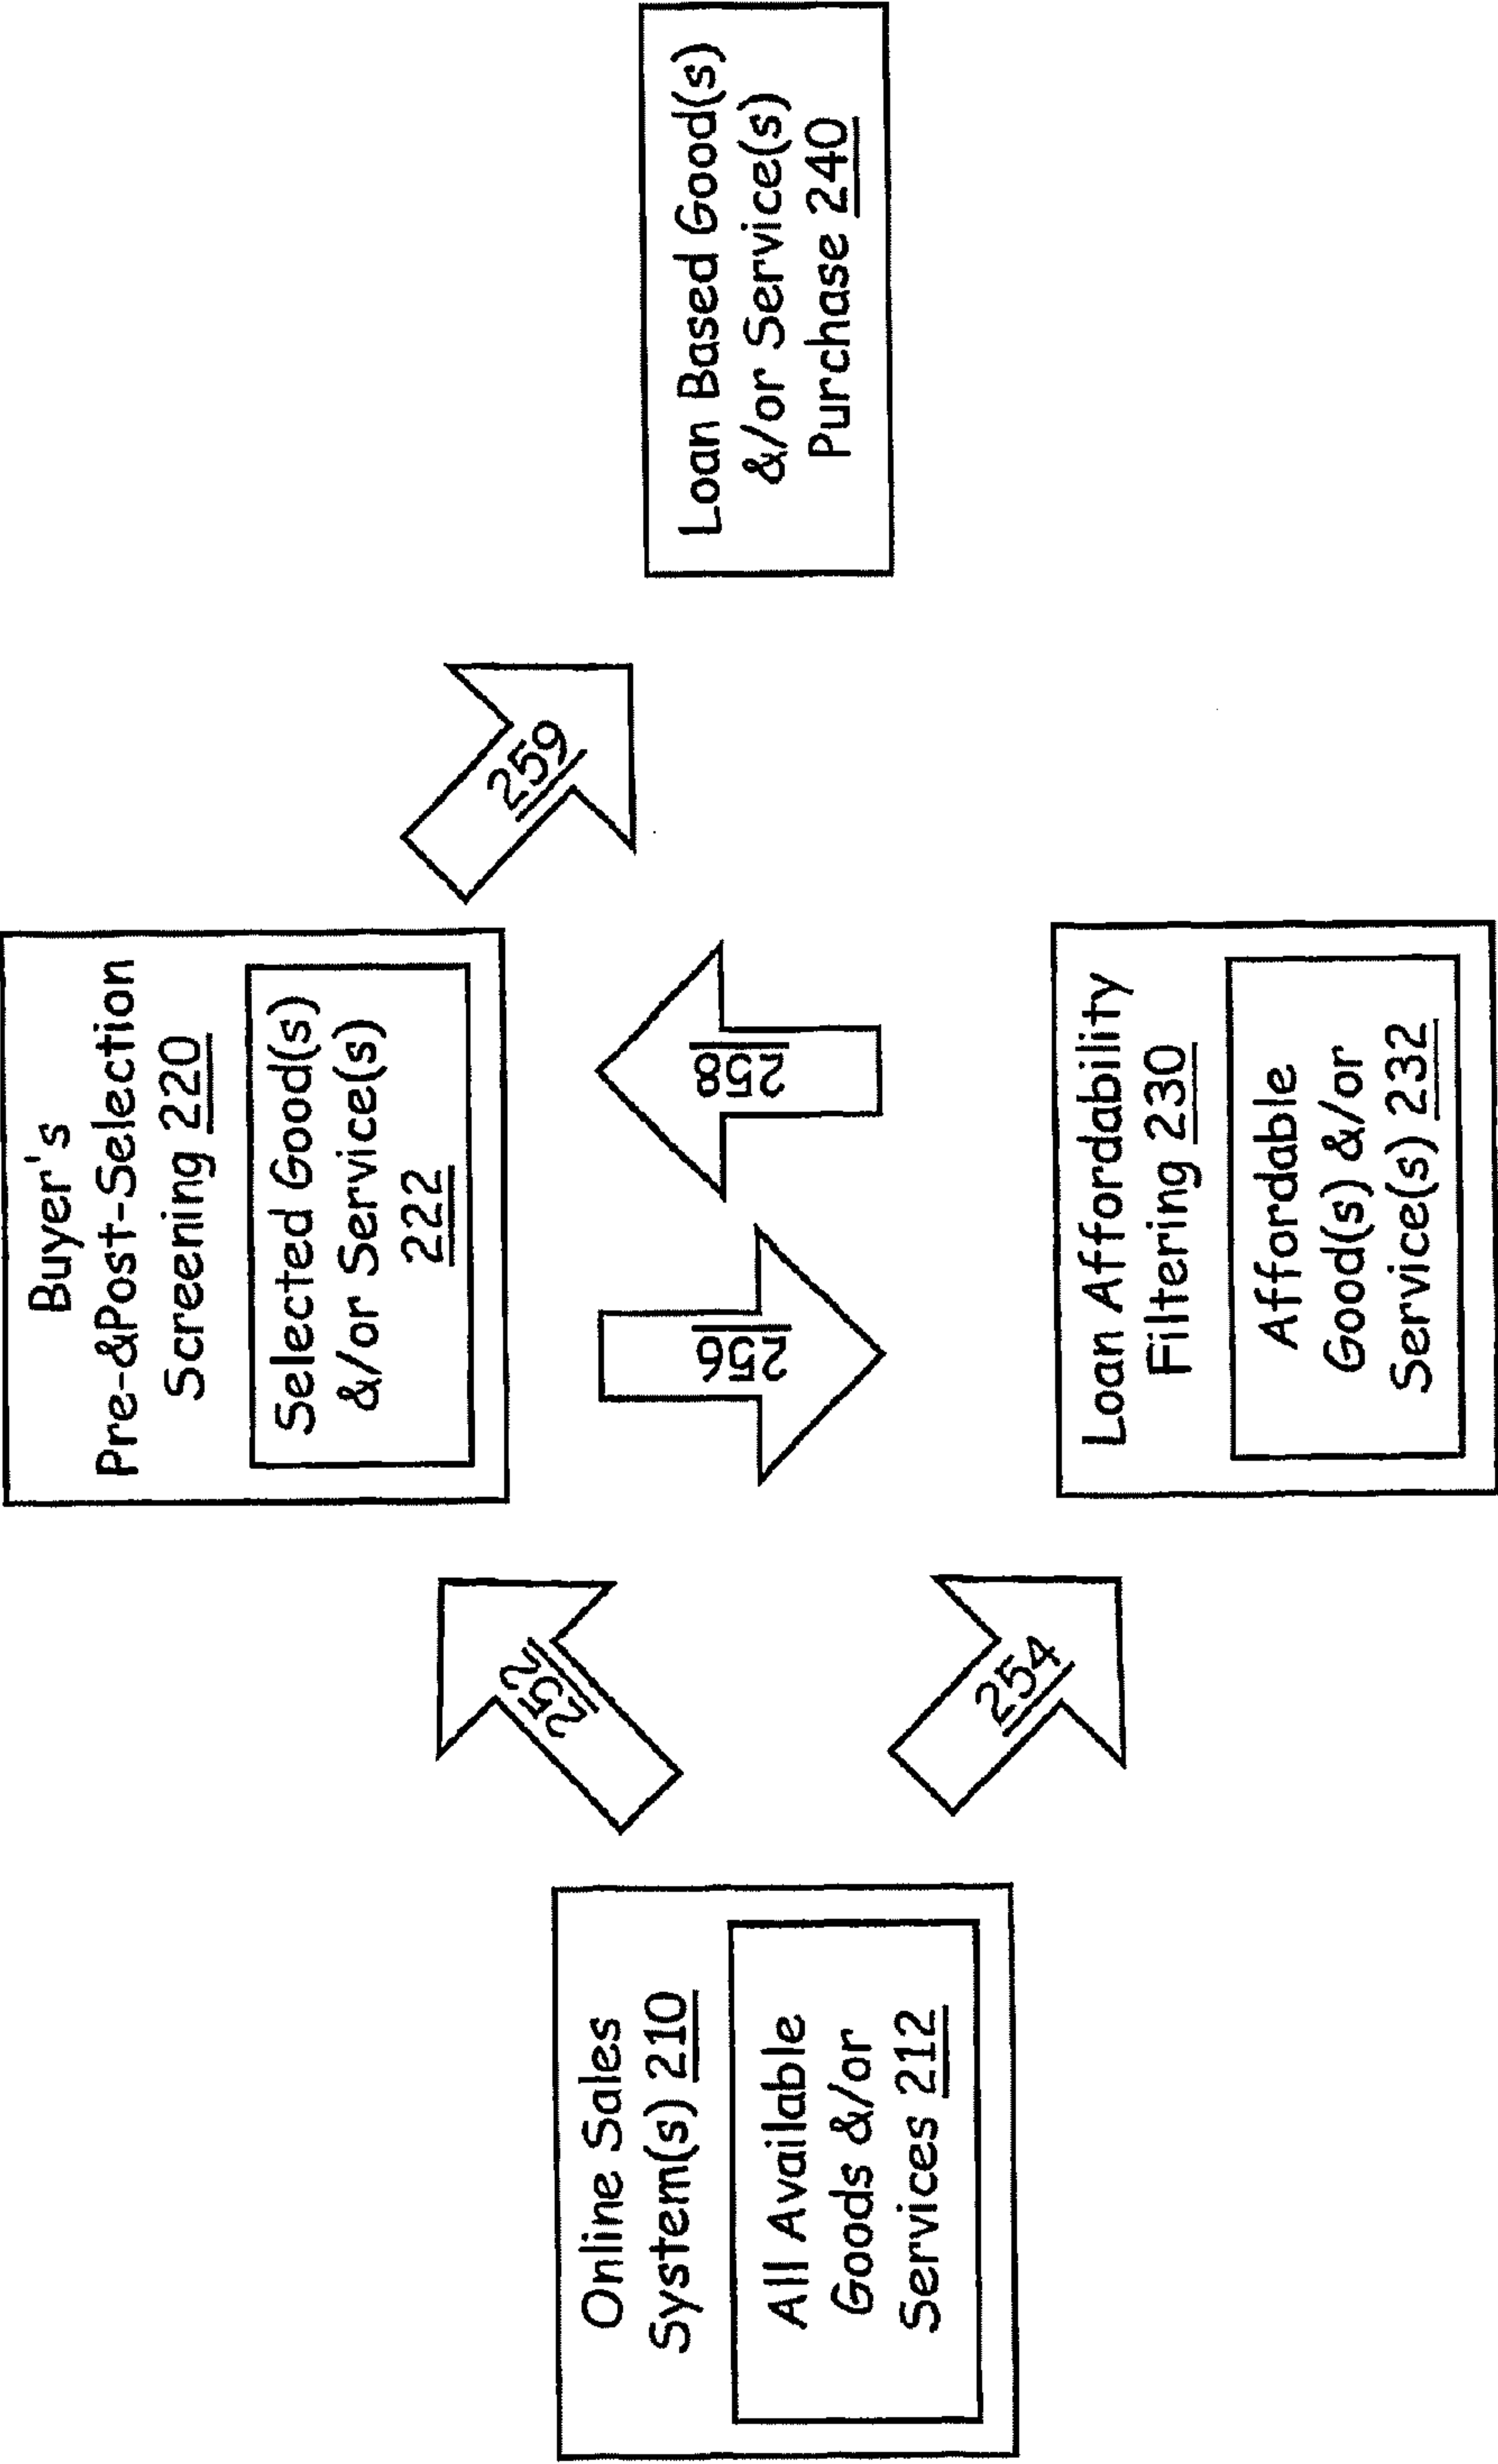 Online Sales
System(s) 210
All Available
Goods &/or
Services 212
252
254
Buyer's
Pre-&Post-Selection
Screening 220
Selected Good(s)
&/or Service(s)
222
256
258
Loan Affordability
Filtering 230
Affordable
Good(s) &/or
Service(s) 232
259
Loan Based Good(s)
&/or Service(s)
Purchase 240